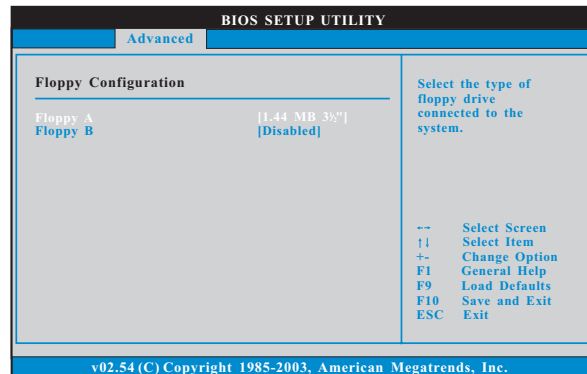 BIOS SETUP UTILITY
Advanced
Floppy Configuration
Floppy A [1.44 MB 3½"]
Floppy B [Disabled]
Select the type of
floppy drive
connected to the
system.
←→ Select Screen
↑↓ Select Item
+- Change Option
F1 General Help
F9 Load Defaults
F10 Save and Exit
ESC Exit
v02.54 (C) Copyright 1985-2003, American Megatrends, Inc.